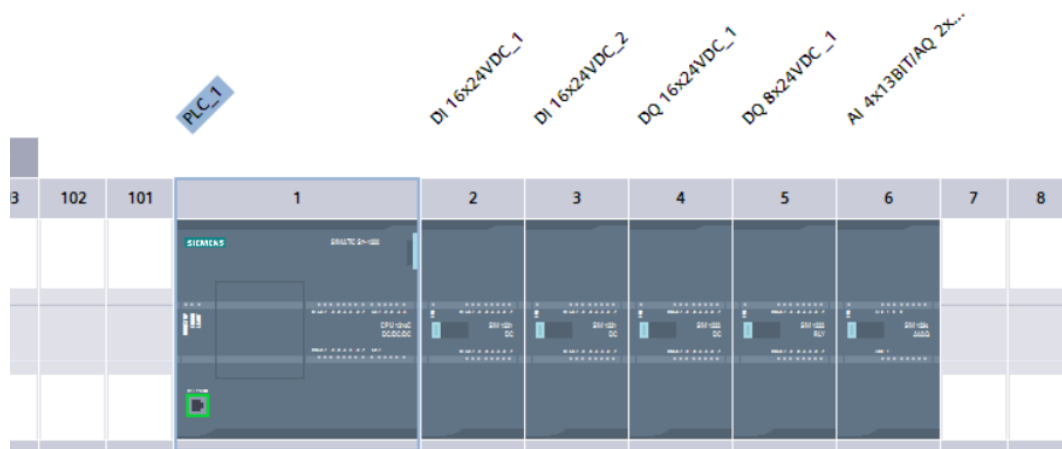 PLC_1
DI 16x24VDC_1
DI 16x24VDC_2
DQ 16x24VDC_1
DQ 8x24VDC_1
AI 4x13BIT/AQ 2x...
3 102 101 1 2 3 4 5 6 7 8
SIEMENS
SIMATIC S7-1200
CPU 1214C
DC/DC/DC
SM 1221
DC
SM 1221
DC
SM 1222
DC
SM 1222
RLY
SM 1234
AI/AQ